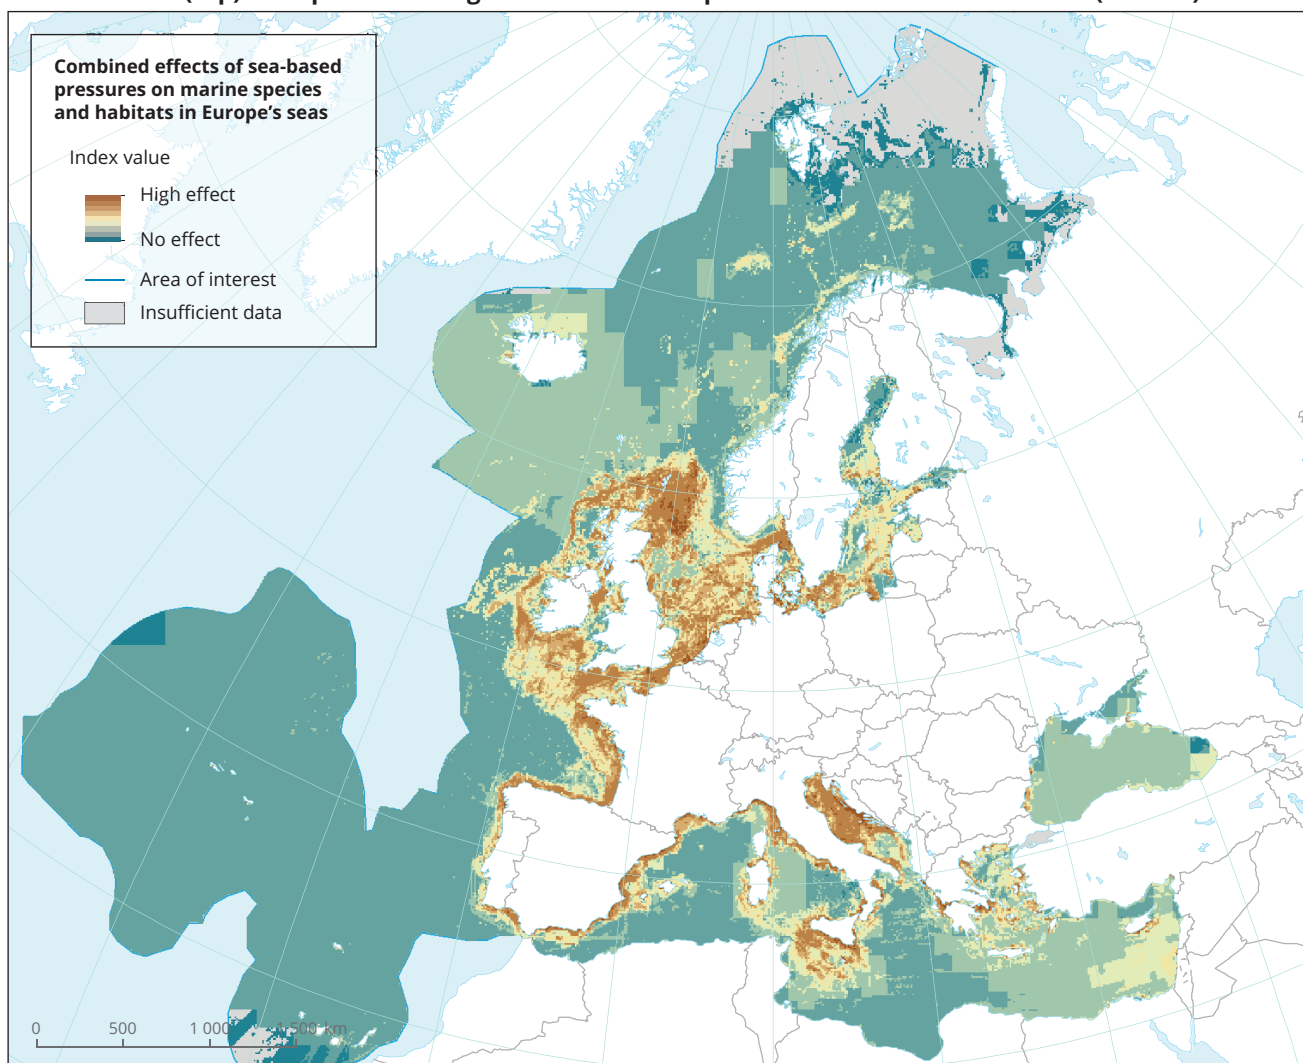 Combined effects of sea-based
pressures on marine species
and habitats in Europe's seas
Index value
High effect
No effect
Area of interest
Insufficient data
0 500 1 000 1 500 km